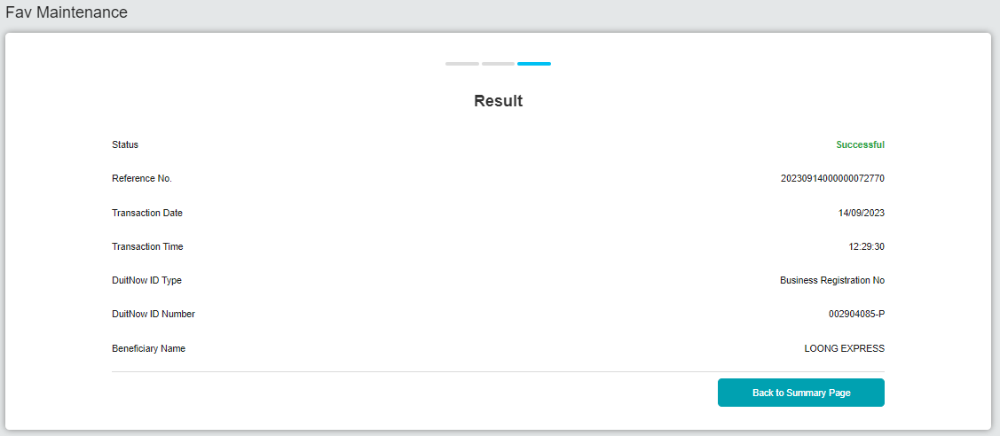 Fav Maintenance
Result
Status Successful
Reference No. 20230914000000072770
Transaction Date 14/09/2023
Transaction Time 12:29:30
DuitNow ID Type Business Registration No
DuitNow ID Number 002904085-P
Beneficiary Name LOONG EXPRESS
Back to Summary Page